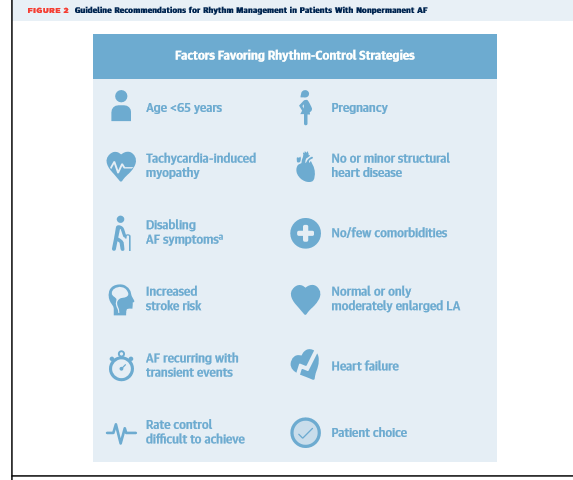 FIGURE 2 Guideline Recommendations for Rhythm Management in Patients With Nonpermanent AF
Factors Favoring Rhythm-Control Strategies
Age <65 years
Pregnancy
Tachycardia-induced
myopathy
No or minor structural
heart disease
Disabling
AF symptomsª
No/few comorbidities
Increased
stroke risk
Normal or only
moderately enlarged LA
AF recurring with
transient events
Heart failure
Rate control
difficult to achieve
Patient choice